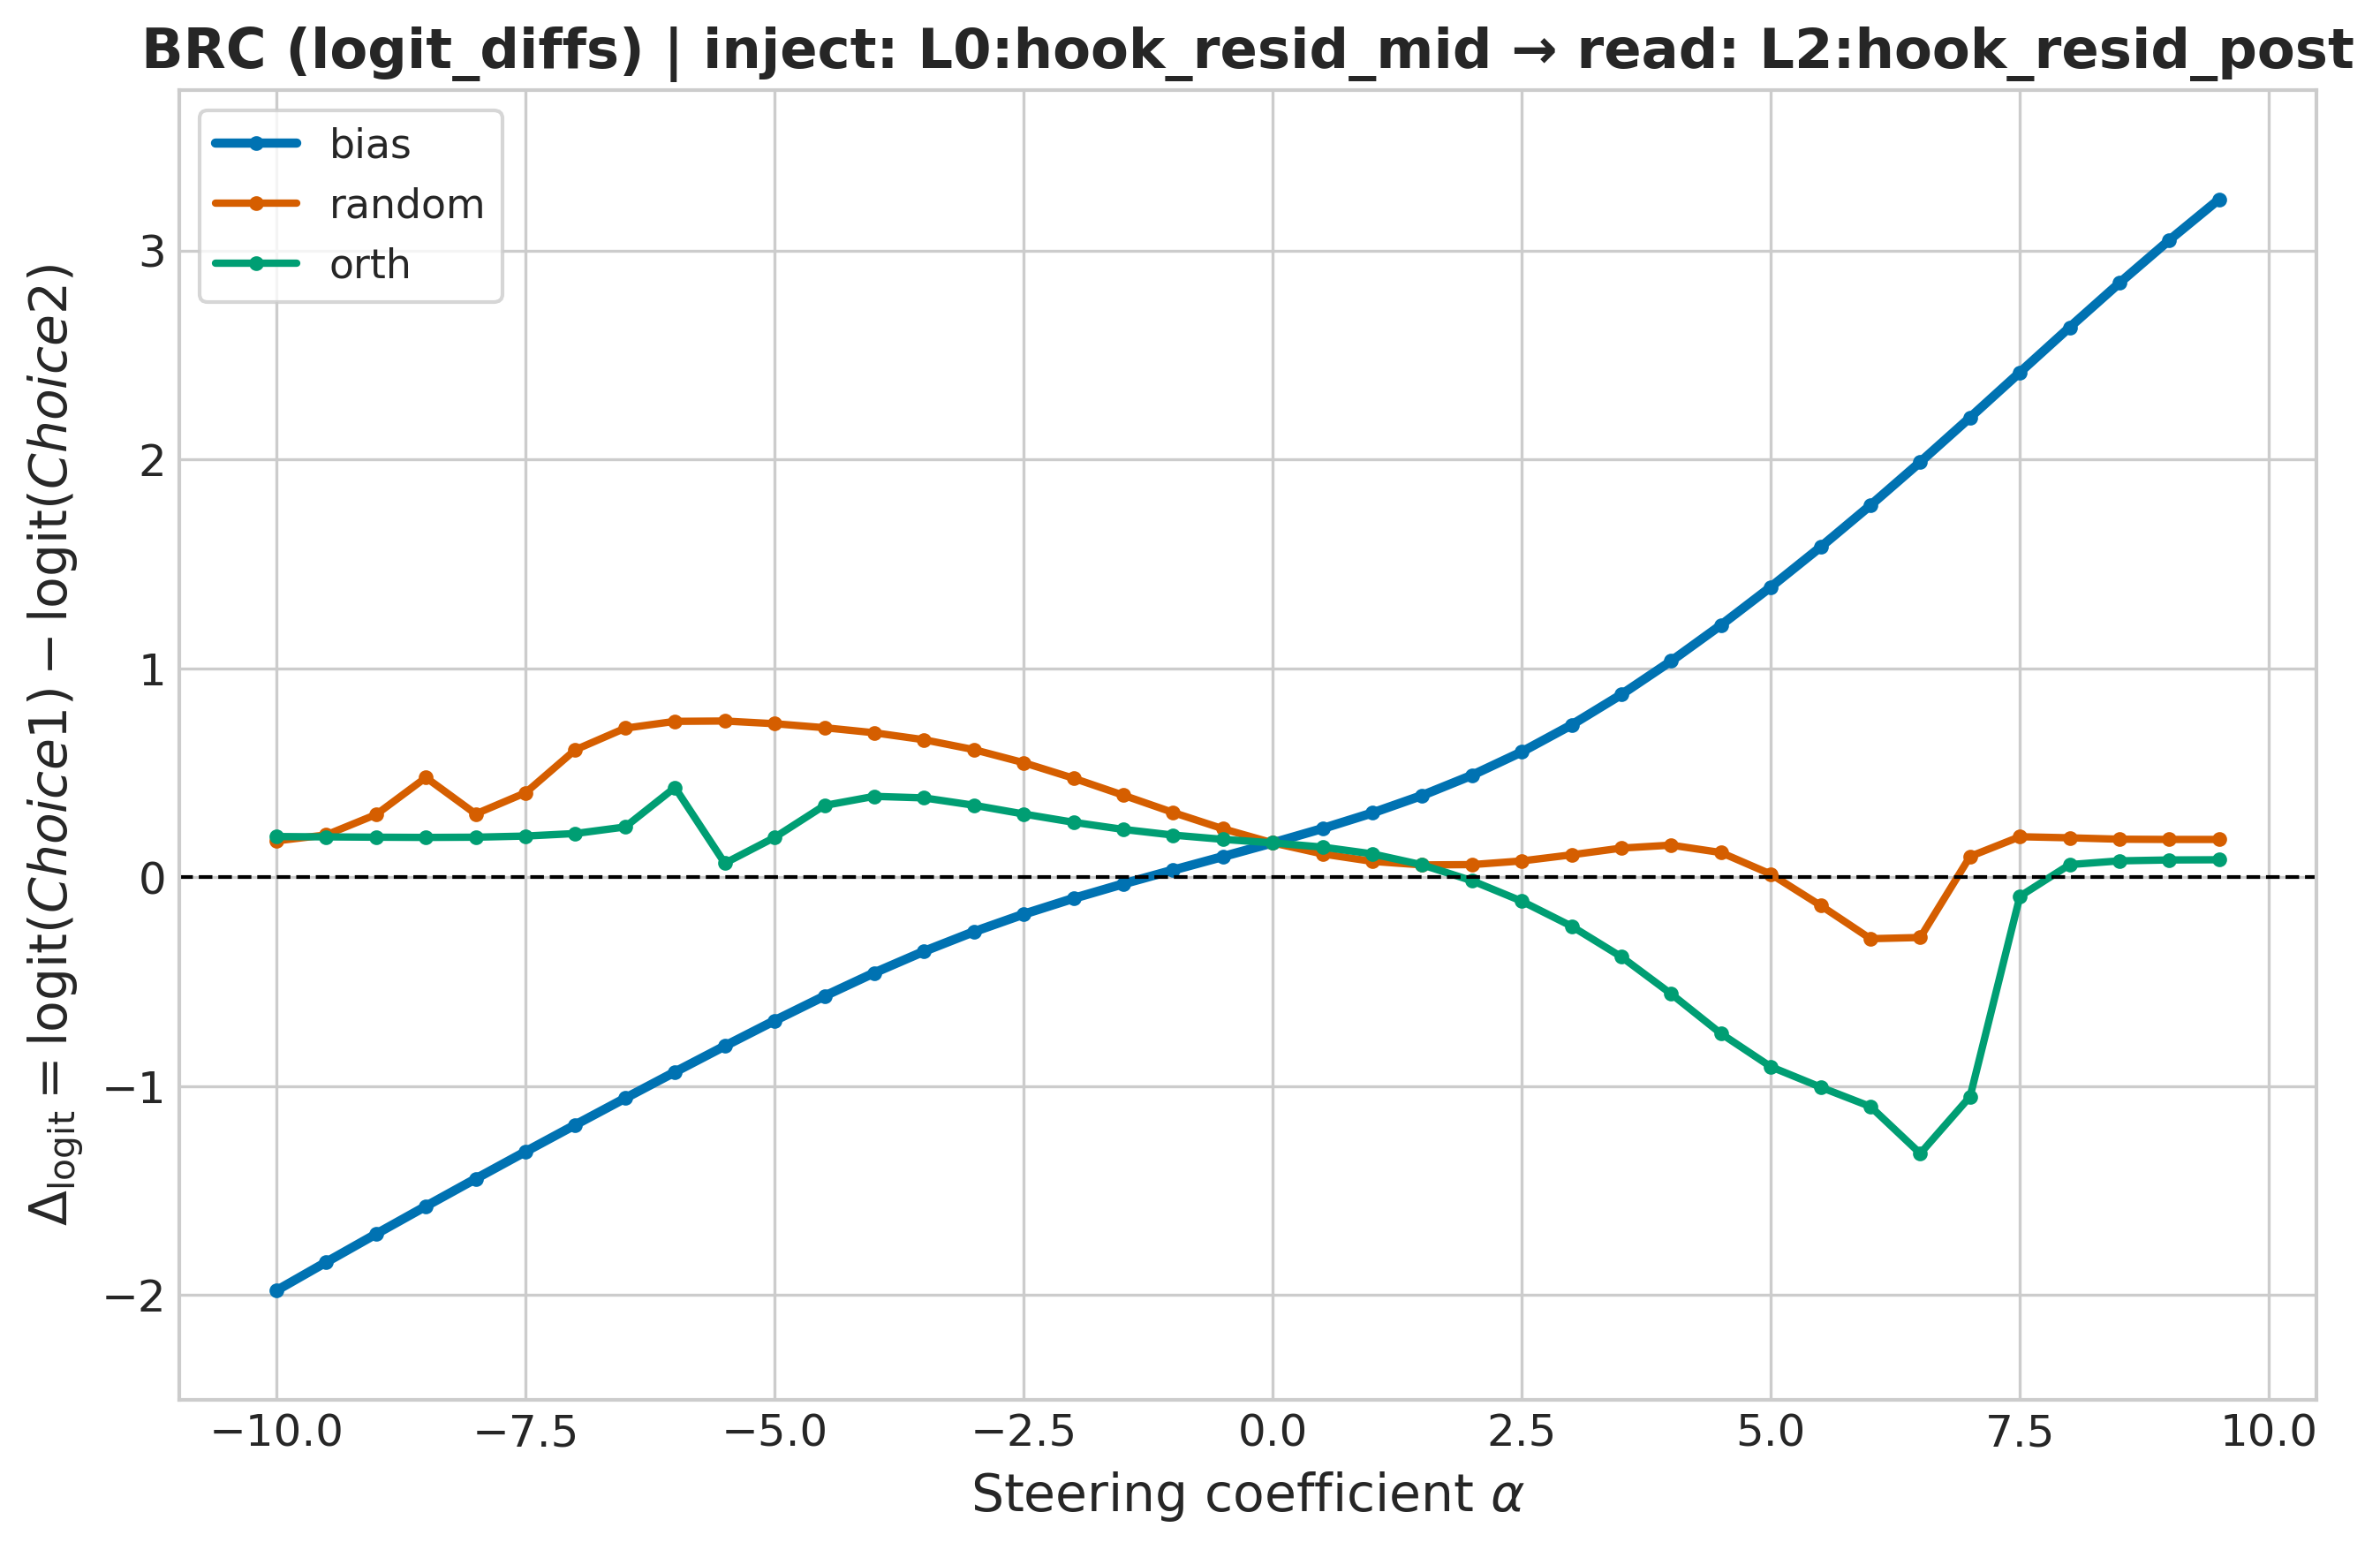 BRC (logit_diffs) | inject: L0:hook_resid_mid → read: L2:hook_resid_post
bias
random
orth
Δlogit = logit(Choice1) − logit(Choice2)
3
2
1
0
−1
−2
−10.0 −7.5 −5.0 −2.5 0.0 2.5 5.0 7.5 10.0
Steering coefficient α